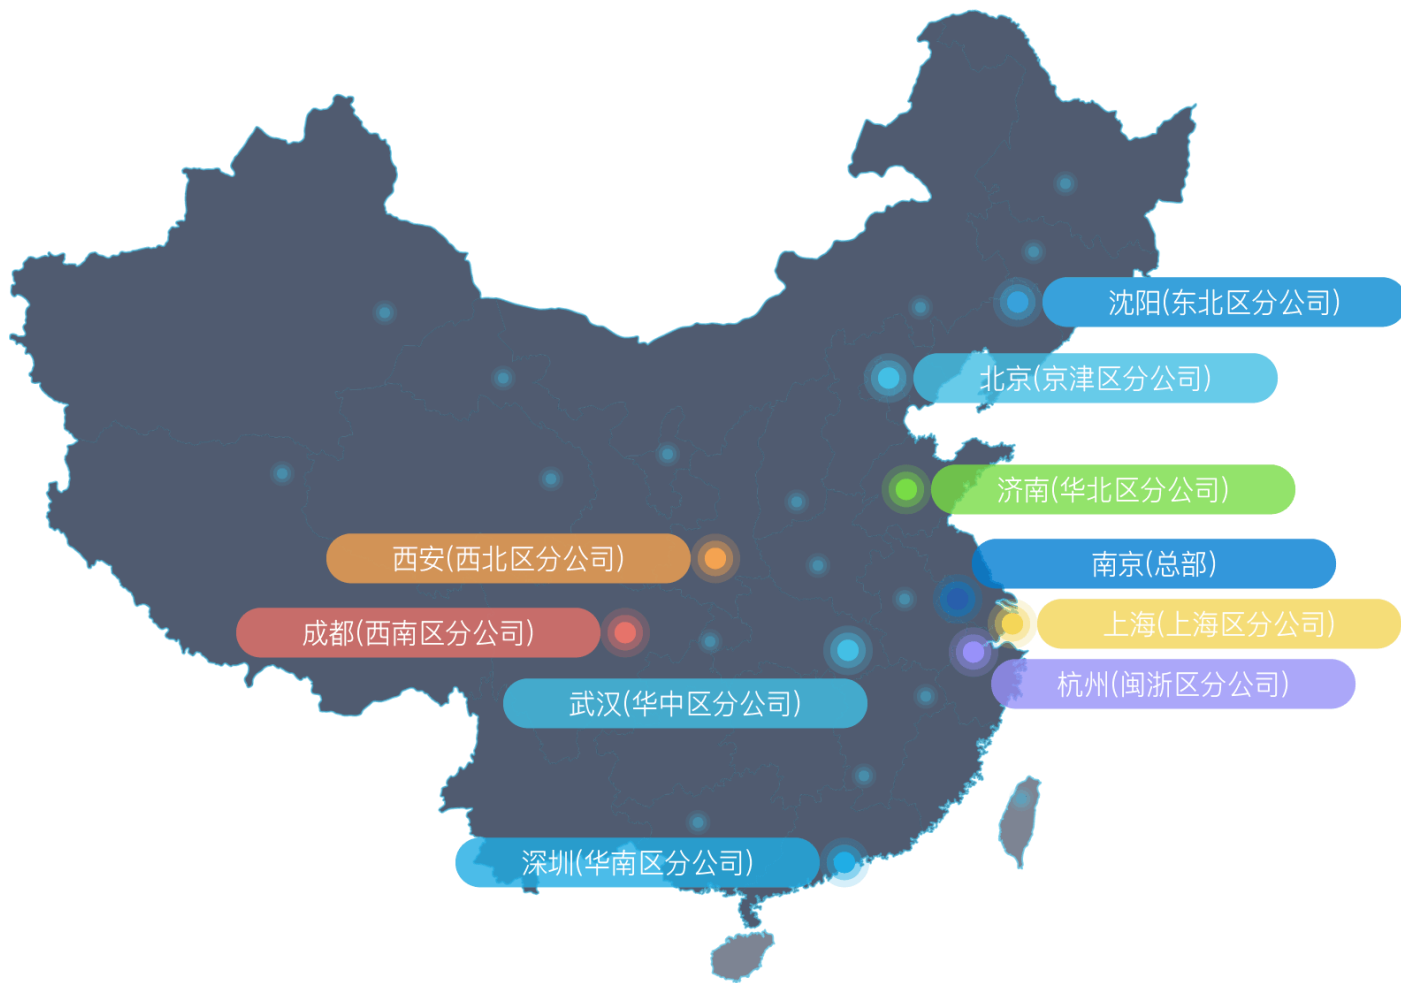 沈阳(东北区分公司)
北京(京津区分公司)
济南(华北区分公司)
西安(西北区分公司)
南京(总部)
成都(西南区分公司)
上海(上海区分公司)
杭州(闽浙区分公司)
武汉(华中区分公司)
深圳(华南区分公司)